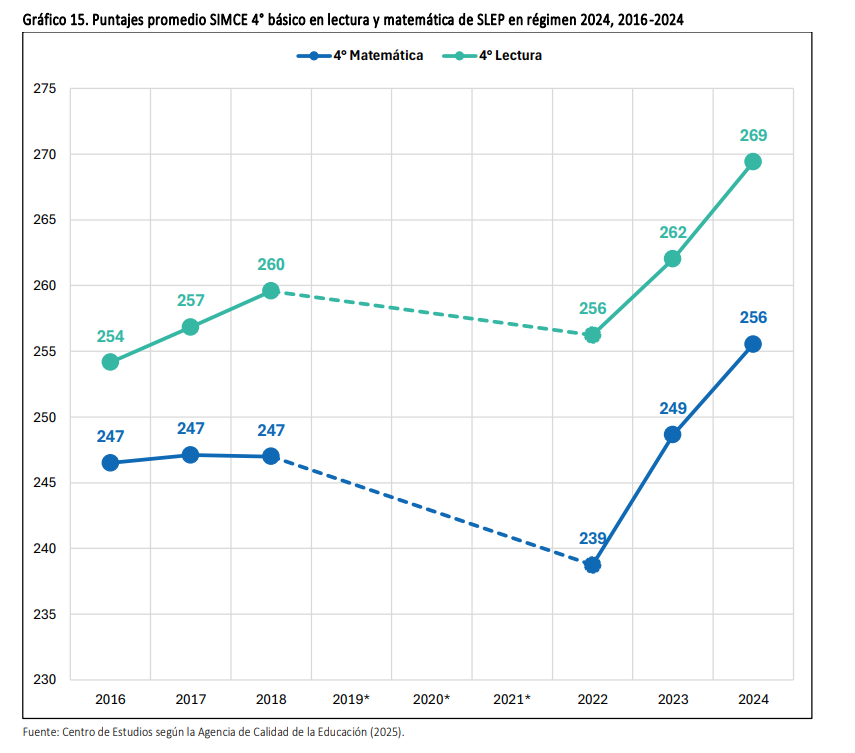 Gráfico 15. Puntajes promedio SIMCE 4° básico en lectura y matemática de SLEP en régimen 2024, 2016-2024
4° Matemática 4° Lectura
275
270
265
260
255
250
245
240
235
230
254 257 260 256 262 269
247 247 247 239 249 256
2016 2017 2018 2019* 2020* 2021* 2022 2023 2024
Fuente: Centro de Estudios según la Agencia de Calidad de la Educación (2025).